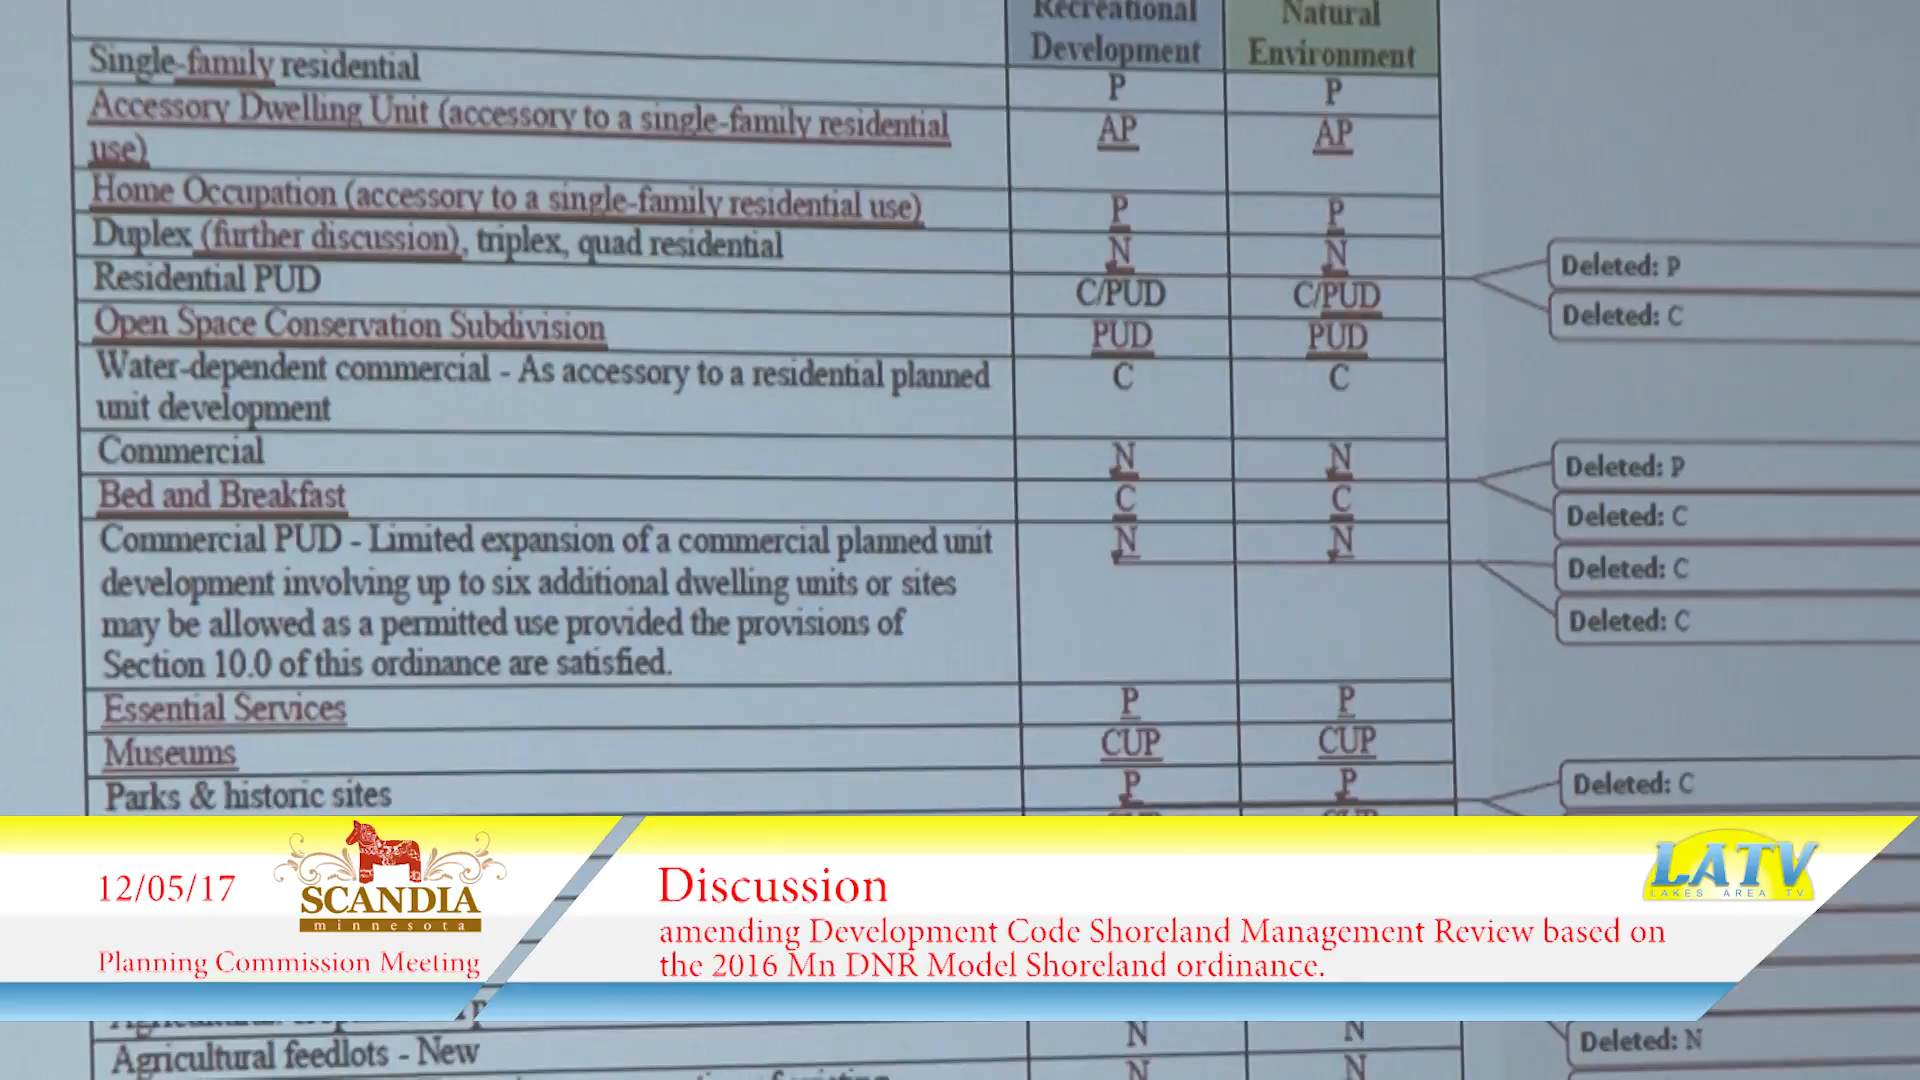 Recreational Natural
Development Environment
Single-family residential P P
Accessory Dwelling Unit (accessory to a single-family residential AP AP
use)
Home Occupation (accessory to a single-family residential use) P P
Duplex (further discussion), triplex, quad residential N N
Deleted: P
Residential PUD C/PUD C/PUD
Deleted: C
Open Space Conservation Subdivision PUD PUD
Water-dependent commercial - As accessory to a residential planned C C
unit development
Commercial N N
Deleted: P
Bed and Breakfast C C
Deleted: C
Commercial PUD - Limited expansion of a commercial planned unit N N
Deleted: C
development involving up to six additional dwelling units or sites
Deleted: C
may be allowed as a permitted use provided the provisions of
Section 10.0 of this ordinance are satisfied.
Essential Services P P
Museums CUP CUP
Parks & historic sites P P
Deleted: C
CUP CUP
12/05/17
SCANDIA
minnesota
Planning Commission Meeting
Discussion
amending Development Code Shoreland Management Review based on
the 2016 Mn DNR Model Shoreland ordinance.
LATV
LAKES AREA TV
N N
Deleted: N
Agricultural feedlots - New N N
N N